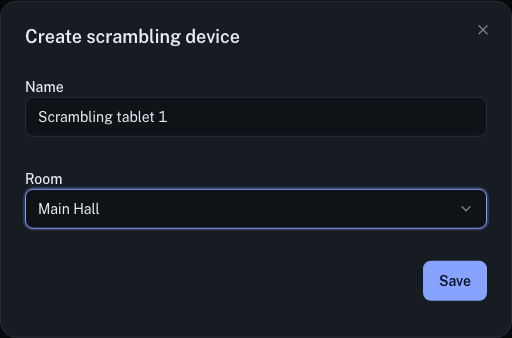 Create scrambling device
Name
Scrambling tablet 1
Room
Main Hall
Save